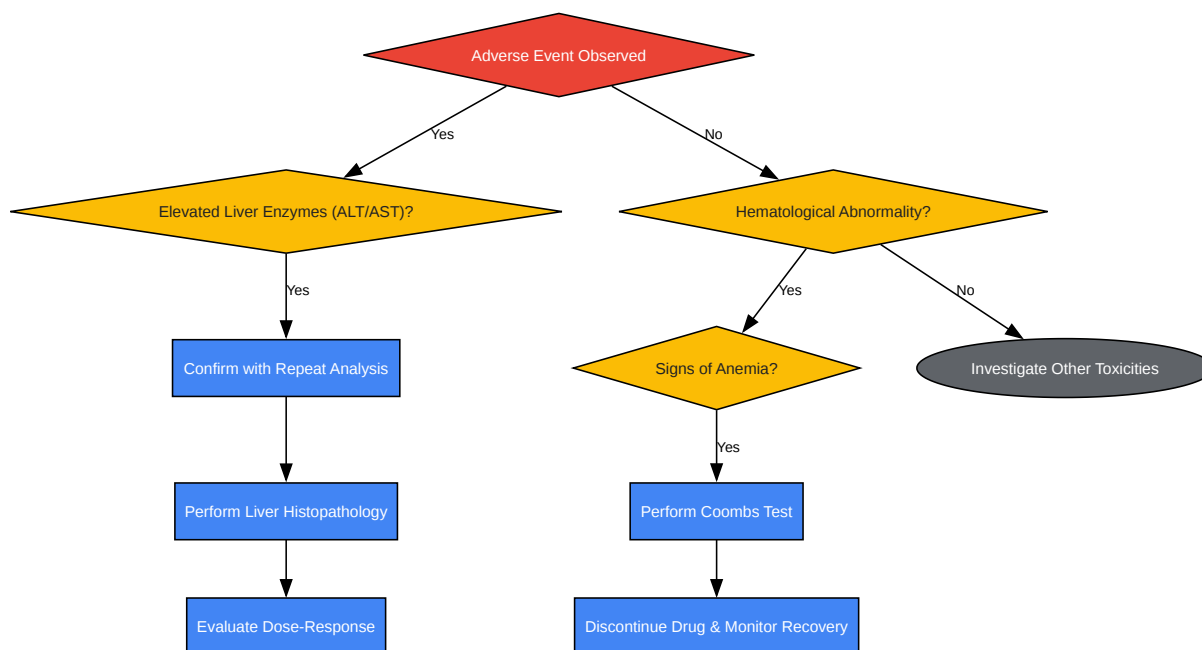 Adverse Event Observed
Yes
No
Elevated Liver Enzymes (ALT/AST)?
Hematological Abnormality?
Yes
Yes
No
Confirm with Repeat Analysis
Signs of Anemia?
Investigate Other Toxicities
Yes
Perform Liver Histopathology
Perform Coombs Test
Evaluate Dose-Response
Discontinue Drug & Monitor Recovery